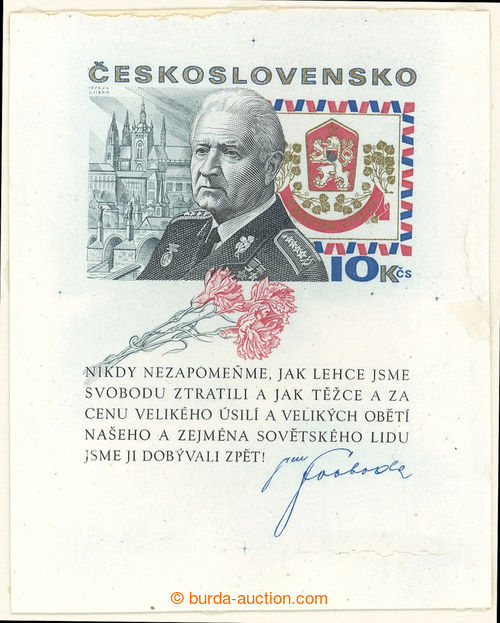 ČESKOSLOVENSKO
10 Kčs
NIKDY NEZAPOMEŇME, JAK LEHCE JSME
SVOBODU ZTRATILI A JAK TĚŽCE A ZA
CENU VELIKÉHO ÚSILÍ A VELIKÝCH OBĚTÍ
NAŠEHO A ZEJMÉNA SOVĚTSKÉHO LIDU
JSME JI DOBÝVALI ZPĚT!
Svoboda
© burda-auction.com